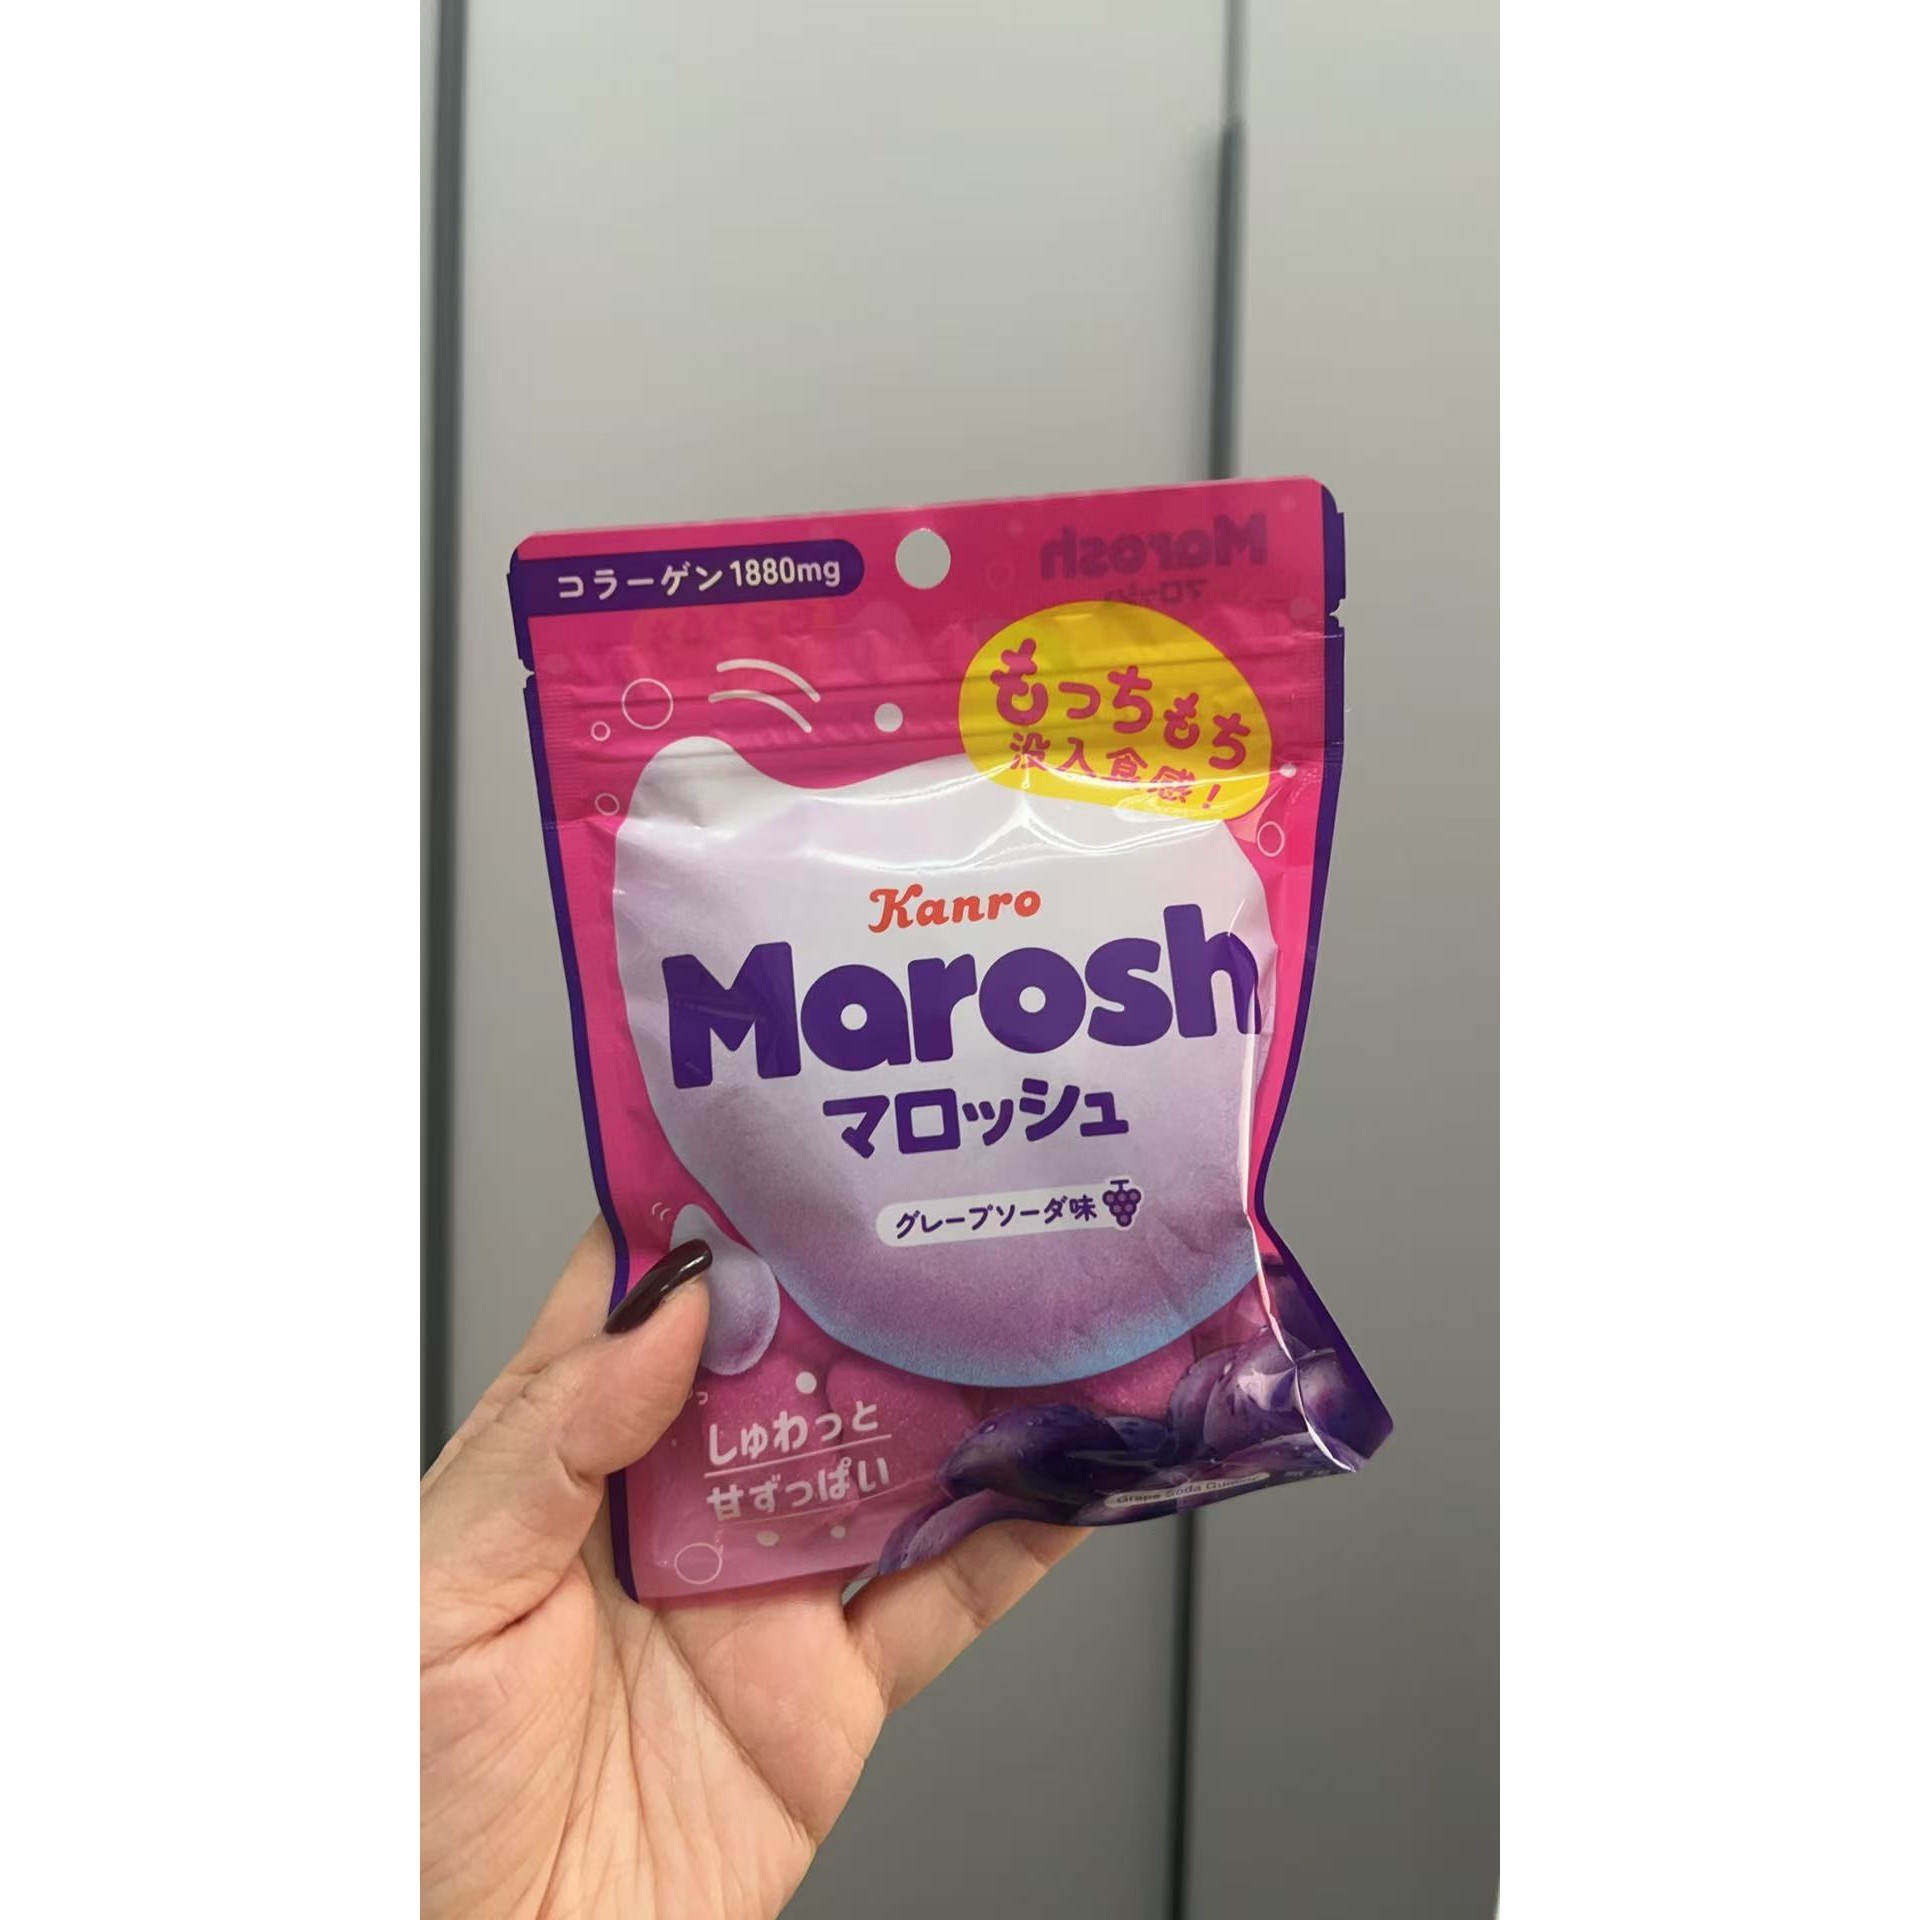 コラーゲン1880mg
もっちもち
没入食感!
Kanro
Marosh
マロッシュ
グレープソーダ味
しゅわっと
甘ずっぱい
Grape Soda